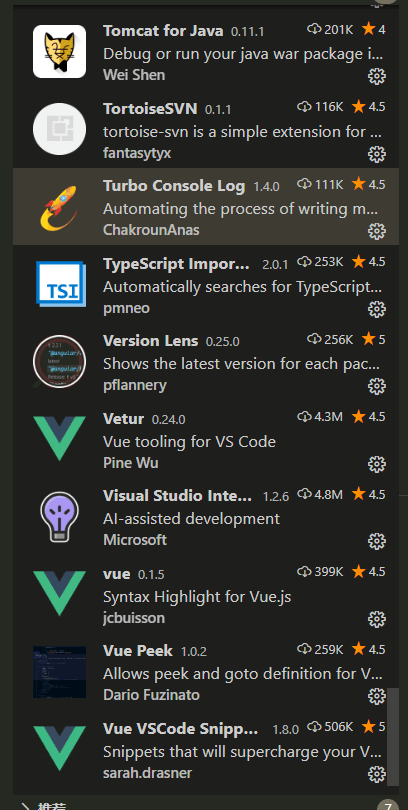 Tomcat for Java 0.11.1 201K 4
Debug or run your java war package i...
Wei Shen
TortoiseSVN 0.1.1 116K 4.5
tortoise-svn is a simple extension for ...
fantasytyx
Turbo Console Log 1.4.0 111K 4.5
Automating the process of writing m...
ChakrounAnas
TSI
TypeScript Impor... 2.0.1 253K 4.5
Automatically searches for TypeScript...
pmneo
Version Lens 0.25.0 256K 5
Shows the latest version for each pac...
pflannery
Vetur 0.24.0 4.3M 4.5
Vue tooling for VS Code
Pine Wu
Visual Studio Inte... 1.2.6 4.8M 4.5
AI-assisted development
Microsoft
vue 0.1.5 399K 4.5
Syntax Highlight for Vue.js
jcbuisson
Vue Peek 1.0.2 259K 4.5
Allows peek and goto definition for V...
Dario Fuzinato
Vue VSCode Snipp... 1.8.0 506K 5
Snippets that will supercharge your V...
sarah.drasner
推荐 7